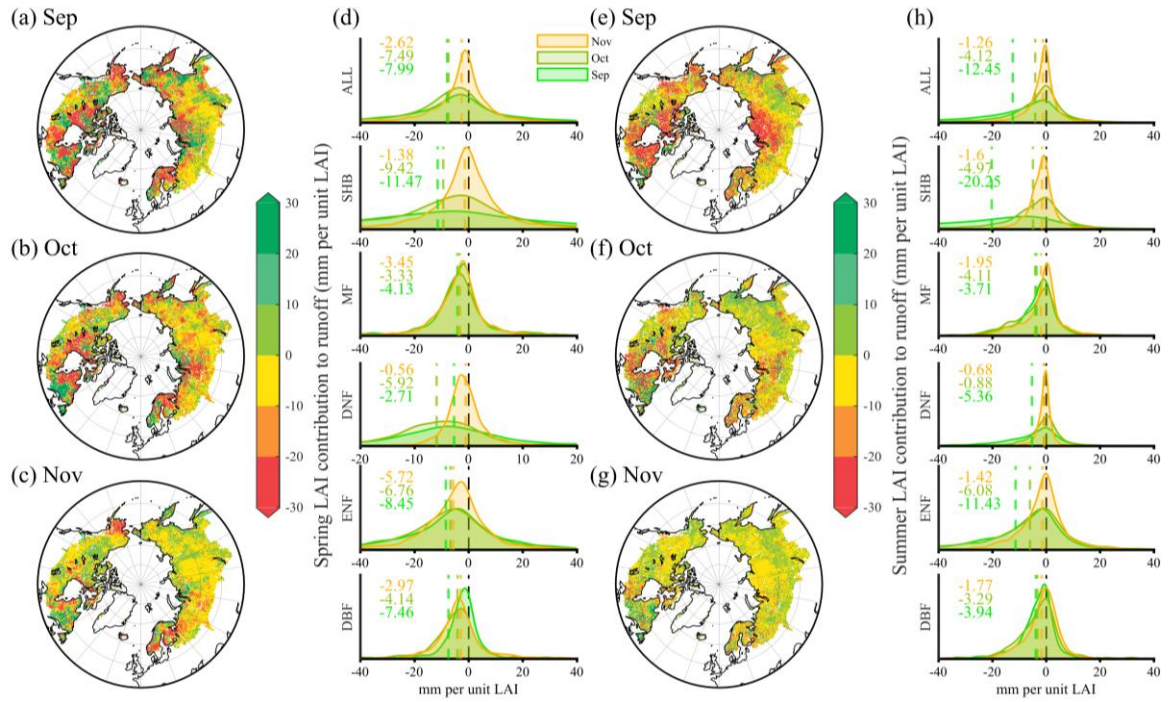 (a) Sep
(b) Oct
(c) Nov
30
20
10
0
-10
-20
-30
Spring LAI contribution to runoff (mm per unit LAI)
(d)
Nov
Oct
Sep
ALL
-2.62
-7.49
-7.99
-40 -20 0 20 40
SHB
-1.38
-9.42
-11.47
-40 -20 0 20 40
MF
-3.45
-3.33
-4.13
-40 -20 0 20 40
DNF
-0.56
-5.92
-2.71
-40 -20 0 10 20
ENF
-5.72
-6.76
-8.45
-40 -20 0 20 40
DBF
-2.97
-4.14
-7.46
-40 -20 0 20 40
mm per unit LAI
(e) Sep
(f) Oct
(g) Nov
30
20
10
0
-10
-20
-30
Summer LAI contribution to runoff (mm per unit LAI)
(h)
ALL
-1.26
-4.12
-12.45
-40 -20 0 20 40
SHB
-1.6
-4.97
-20.25
-40 -20 0 20 40
MF
-1.95
-4.11
-3.71
-40 -20 0 20 40
DNF
-0.68
-0.88
-5.36
-40 -20 0 20 40
ENF
-1.42
-6.08
-11.43
-40 -20 0 20 40
DBF
-1.77
-3.29
-3.94
-40 -20 0 20 40
mm per unit LAI